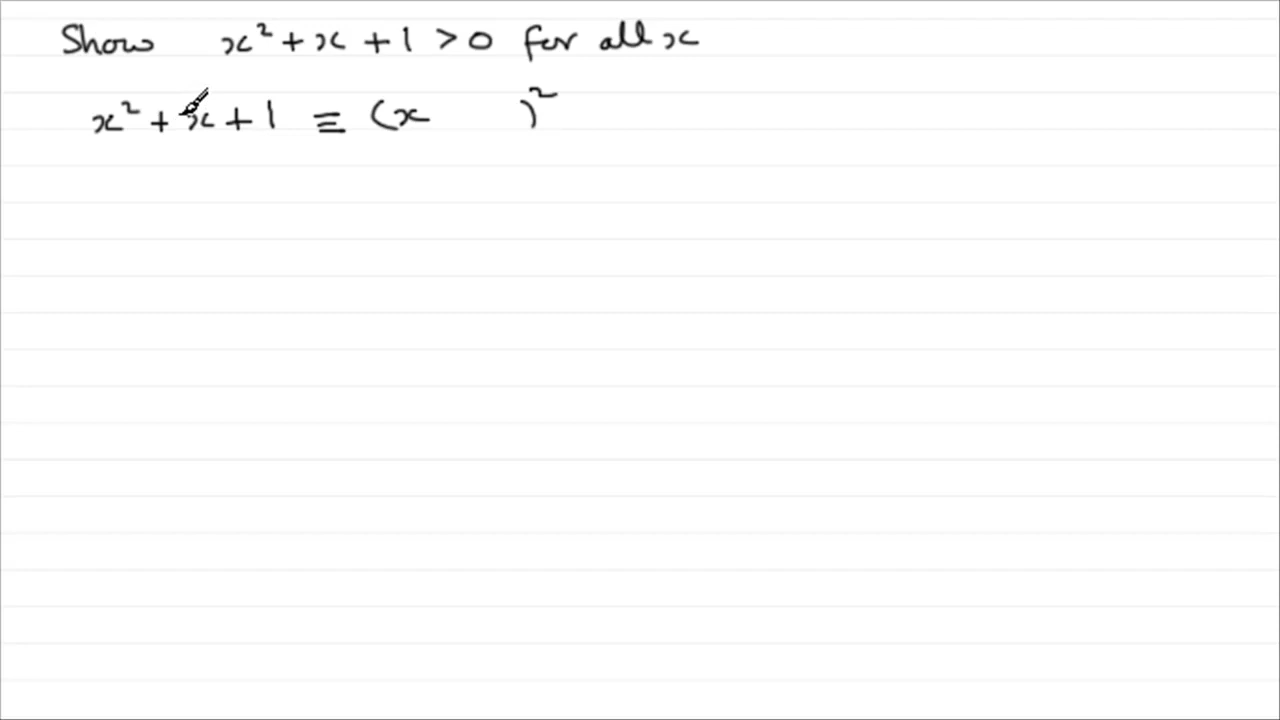 Show x² + x + 1 > 0 for all x
x² + x + 1 ≡ (x )²